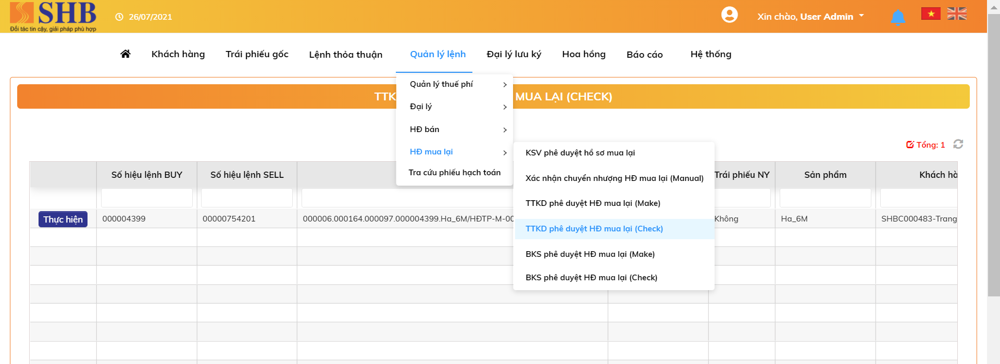 SHB
Đối tác tin cậy, giải pháp phù hợp
26/07/2021
Xin chào, User Admin
Khách hàng
Trái phiếu gốc
Lệnh thỏa thuận
Quản lý lệnh
Đại lý lưu ký
Hoa hồng
Báo cáo
Hệ thống
TTK
MUA LẠI (CHECK)
Quản lý thuế phí
Đại lý
HĐ bán
HĐ mua lại
Tra cứu phiếu hạch toán
KSV phê duyệt hồ sơ mua lại
Xác nhận chuyển nhượng HĐ mua lại (Manual)
TTKD phê duyệt HĐ mua lại (Make)
TTKD phê duyệt HĐ mua lại (Check)
BKS phê duyệt HĐ mua lại (Make)
BKS phê duyệt HĐ mua lại (Check)
Tổng: 1
Số hiệu lệnh BUY
Số hiệu lệnh SELL
Trái phiếu NY
Sản phẩm
Khách hà
Thực hiện
000004399
00000754201
000006.000164.000097.000004399.Ha_6M/HĐTP-M-00
Không
Ha_6M
SHBC000483-Trang